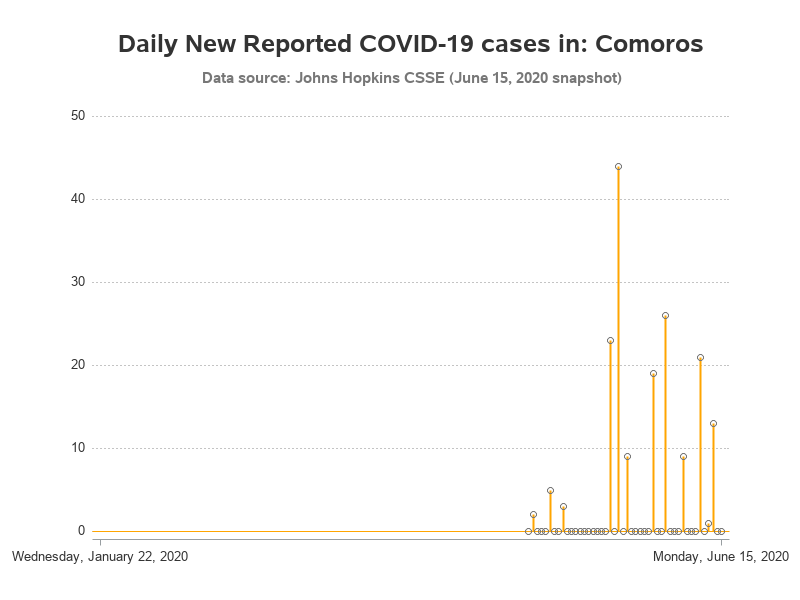 Daily New Reported COVID-19 cases in: Comoros
Data source: Johns Hopkins CSSE (June 15, 2020 snapshot)
50
40
30
20
10
0
Wednesday, January 22, 2020
Monday, June 15, 2020